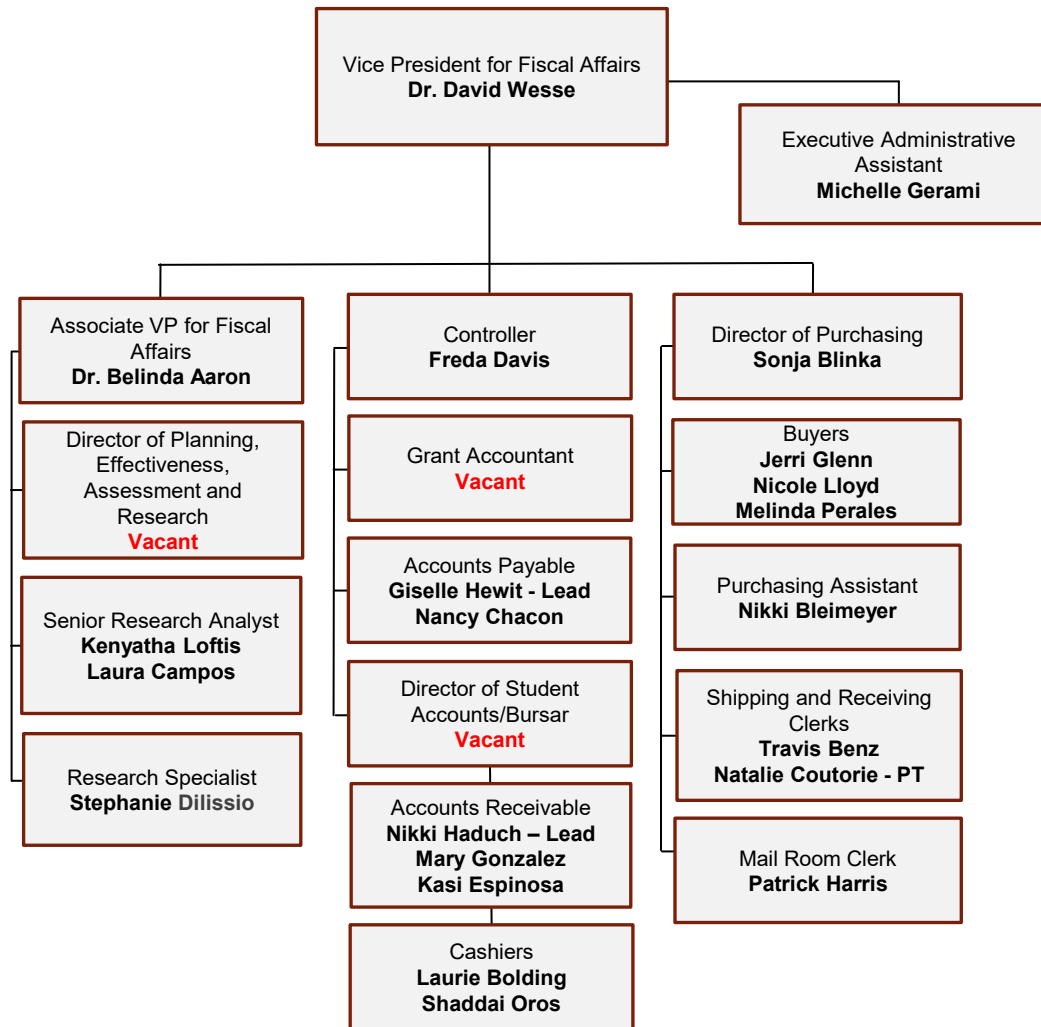 Vice President for Fiscal Affairs
Dr. David Wesse
Executive Administrative
Assistant
Michelle Gerami
Associate VP for Fiscal
Affairs
Dr. Belinda Aaron
Director of Planning,
Effectiveness,
Assessment and
Research
Vacant
Senior Research Analyst
Kenyatha Loftis
Laura Campos
Research Specialist
Stephanie Dilissio
Controller
Freda Davis
Grant Accountant
Vacant
Accounts Payable
Giselle Hewit - Lead
Nancy Chacon
Director of Student
Accounts/Bursar
Vacant
Accounts Receivable
Nikki Haduch – Lead
Mary Gonzalez
Kasi Espinosa
Cashiers
Laurie Bolding
Shaddai Oros
Director of Purchasing
Sonja Blinka
Buyers
Jerri Glenn
Nicole Lloyd
Melinda Perales
Purchasing Assistant
Nikki Bleimeyer
Shipping and Receiving
Clerks
Travis Benz
Natalie Coutorie - PT
Mail Room Clerk
Patrick Harris